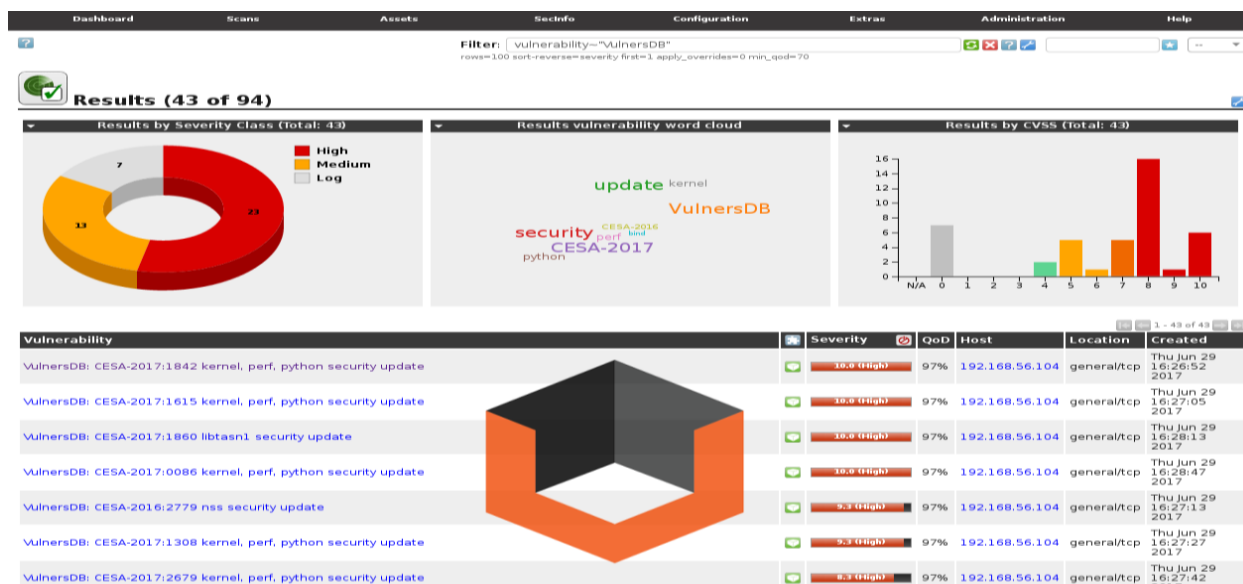 Dashboard Scans Assets SecInfo Configuration Extras Administration Help
Filter: vulnerability~"VulnersDB" --
rows=100 sort-reverse=severity first=1 apply_overrides=0 min_qod=70
Results (43 of 94)
Results by Severity Class (Total: 43)
7
13
23
High
Medium
Log
Results vulnerability word cloud
update kernel
VulnersDB
CESA-2016
security perf bind
CESA-2017
python
Results by CVSS (Total: 43)
16
14
12
10
8
6
4
2
0
N/A 0 1 2 3 4 5 6 7 8 9 10
1 - 43 of 43
Vulnerability Severity QoD Host Location Created
VulnersDB: CESA-2017:1842 kernel, perf, python security update 10.0 (High) 97% 192.168.56.104 general/tcp Thu Jun 29 16:26:52 2017
VulnersDB: CESA-2017:1615 kernel, perf, python security update 10.0 (High) 97% 192.168.56.104 general/tcp Thu Jun 29 16:27:05 2017
VulnersDB: CESA-2017:1860 libtasn1 security update 10.0 (High) 97% 192.168.56.104 general/tcp Thu Jun 29 16:28:13 2017
VulnersDB: CESA-2017:0086 kernel, perf, python security update 10.0 (High) 97% 192.168.56.104 general/tcp Thu Jun 29 16:28:47 2017
VulnersDB: CESA-2016:2779 nss security update 9.3 (High) 97% 192.168.56.104 general/tcp Thu Jun 29 16:27:13 2017
VulnersDB: CESA-2017:1308 kernel, perf, python security update 9.3 (High) 97% 192.168.56.104 general/tcp Thu Jun 29 16:27:27 2017
VulnersDB: CESA-2017:2679 kernel, perf, python security update 8.3 (High) 97% 192.168.56.104 general/tcp Thu Jun 29 16:27:42